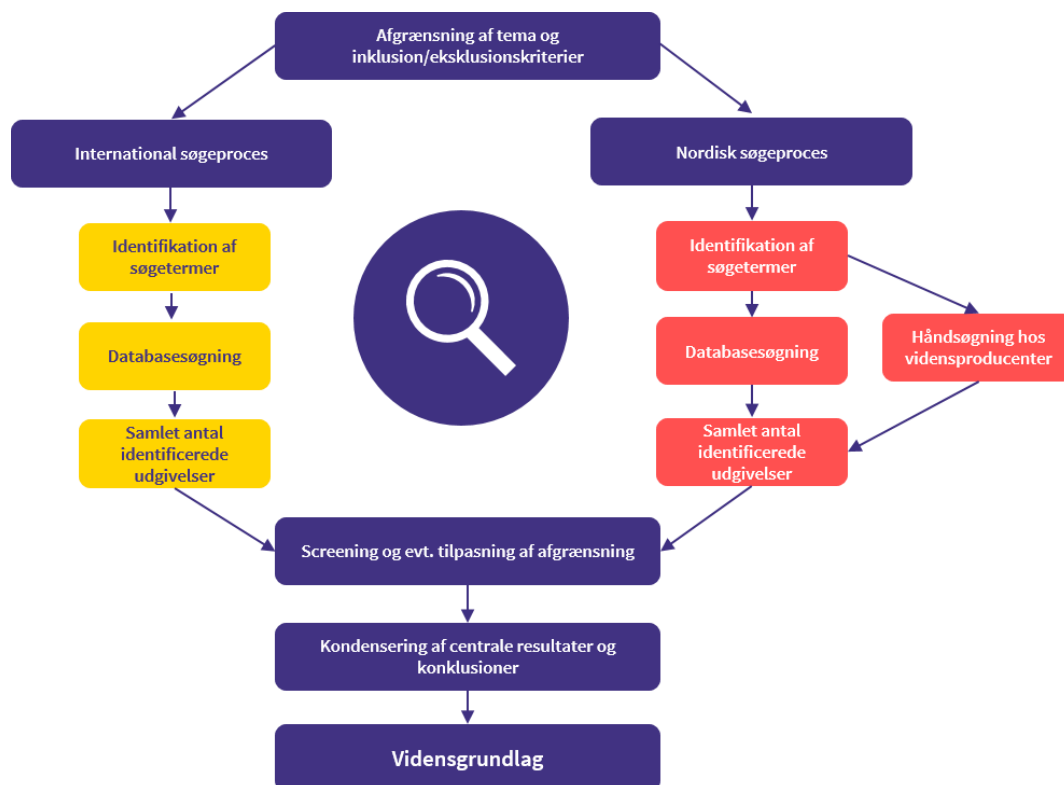 Afgrænsning af tema og
inklusion/eksklusionskriterier
International søgeproces
Nordisk søgeproces
Identifikation af
søgetermer
Identifikation af
søgetermer
Databasesøgning
Databasesøgning
Håndsøgning hos
vidensproducenter
Samlet antal
identificerede
udgivelser
Samlet antal
identificerede
udgivelser
Screening og evt. tilpasning af afgrænsning
Kondensering af centrale resultater og
konklusioner
Vidensgrundlag